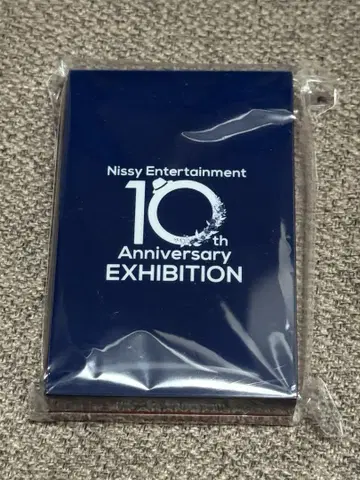 Nissy Entertainment
10th
Anniversary
EXHIBITION